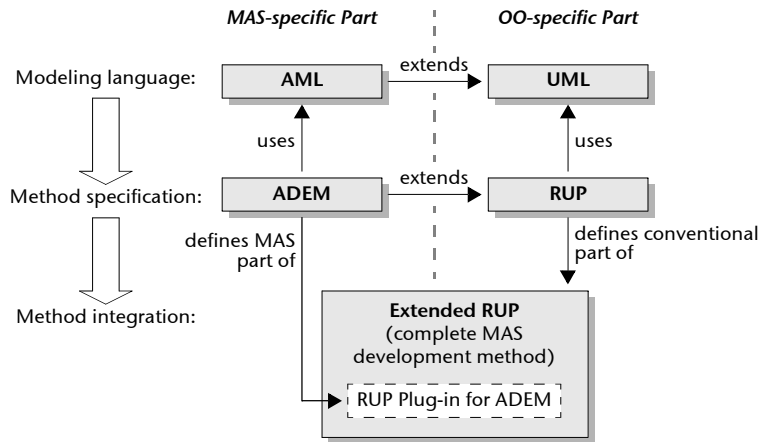 MAS-specific Part
OO-specific Part
Modeling language:
AML
extends
UML
uses
uses
Method specification:
ADEM
extends
RUP
defines MAS
part of
defines conventional
part of
Method integration:
Extended RUP
(complete MAS
development method)
RUP Plug-in for ADEM